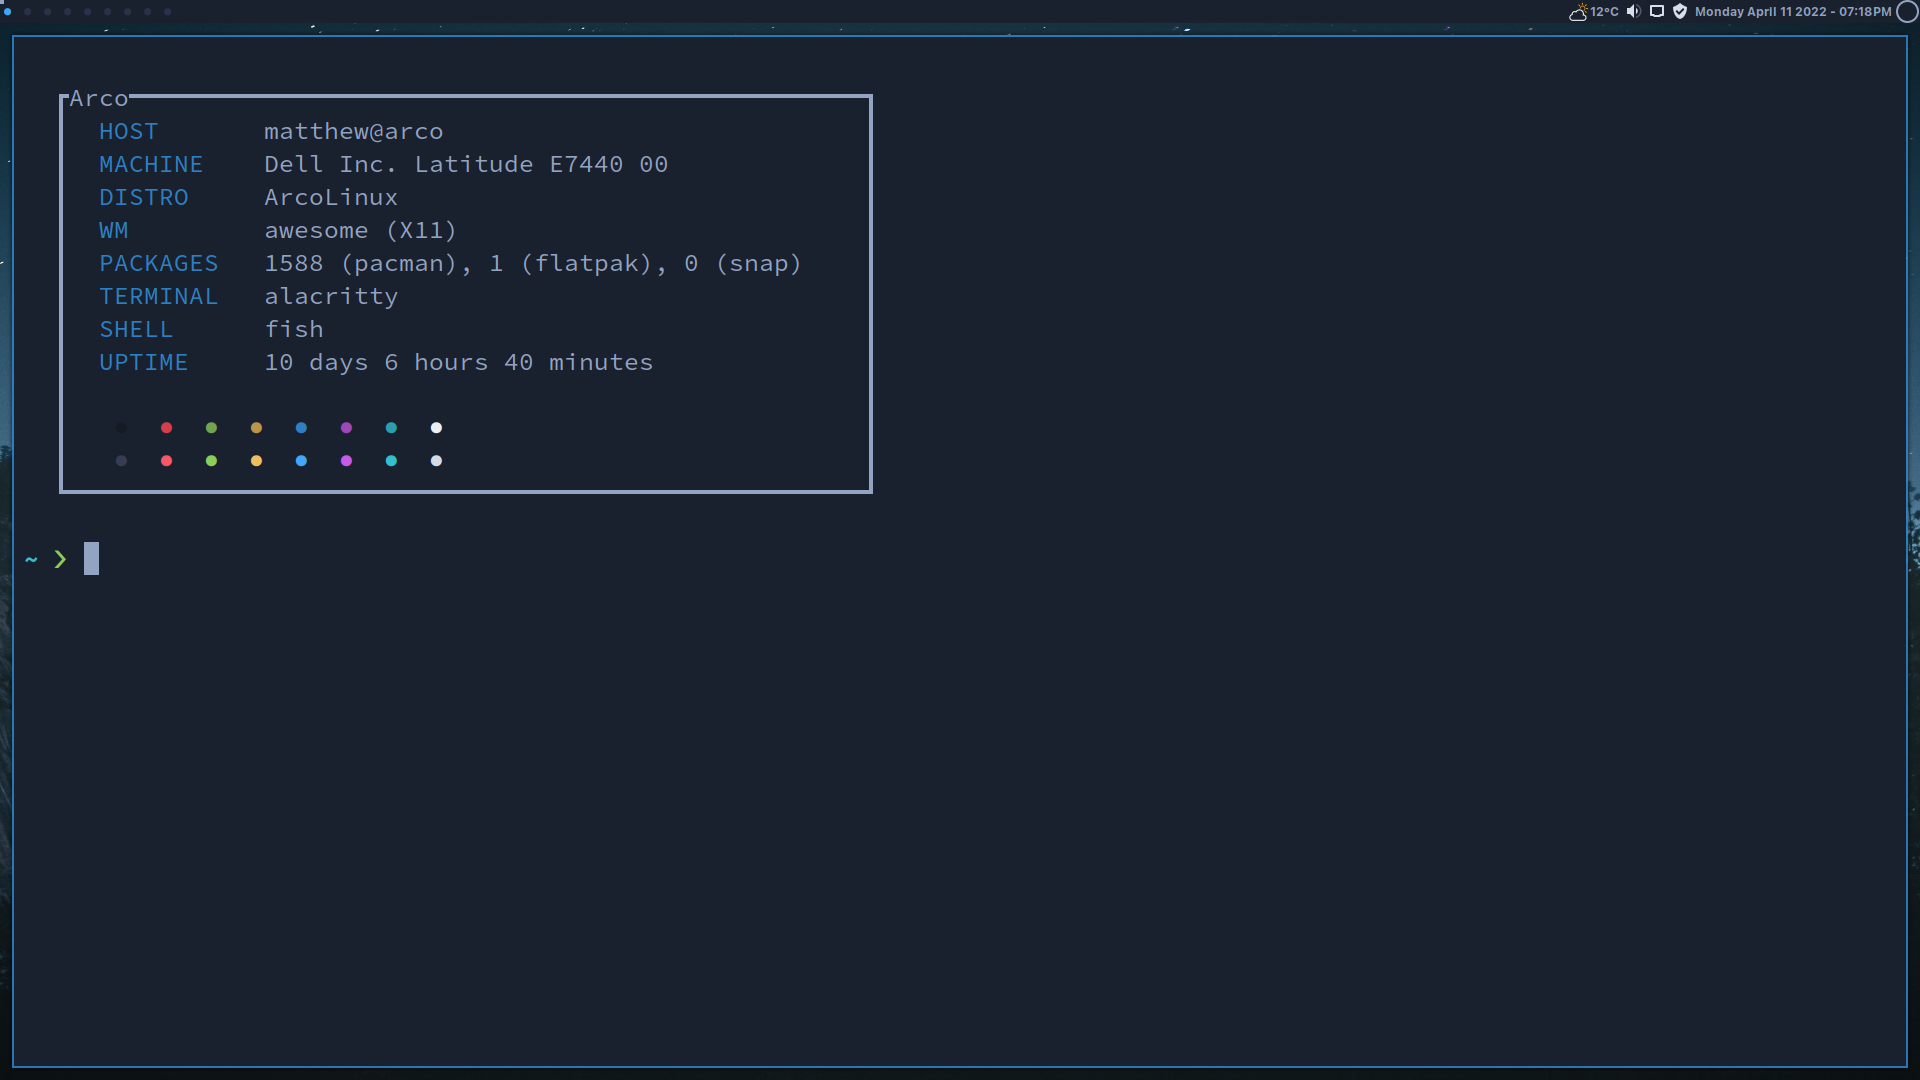 12°C Monday April 11 2022 - 07:18PM
Arco
HOST matthew@arco
MACHINE Dell Inc. Latitude E7440 00
DISTRO ArcoLinux
WM awesome (X11)
PACKAGES 1588 (pacman), 1 (flatpak), 0 (snap)
TERMINAL alacritty
SHELL fish
UPTIME 10 days 6 hours 40 minutes
~ ❯